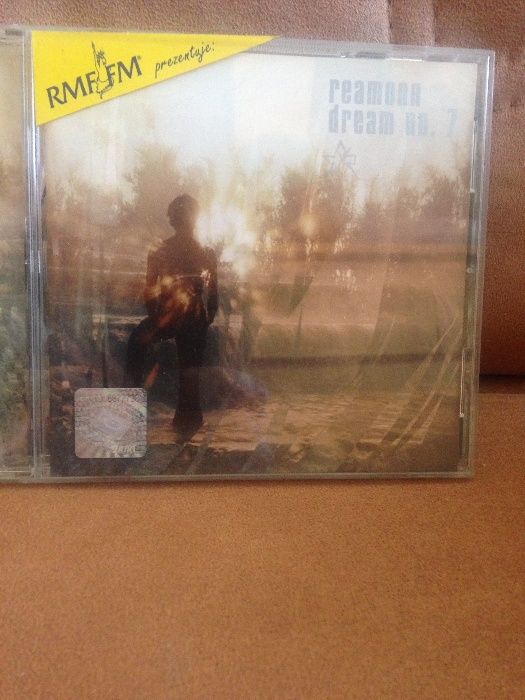 RMF FM prezentuje:
reamonn
dream no. 7